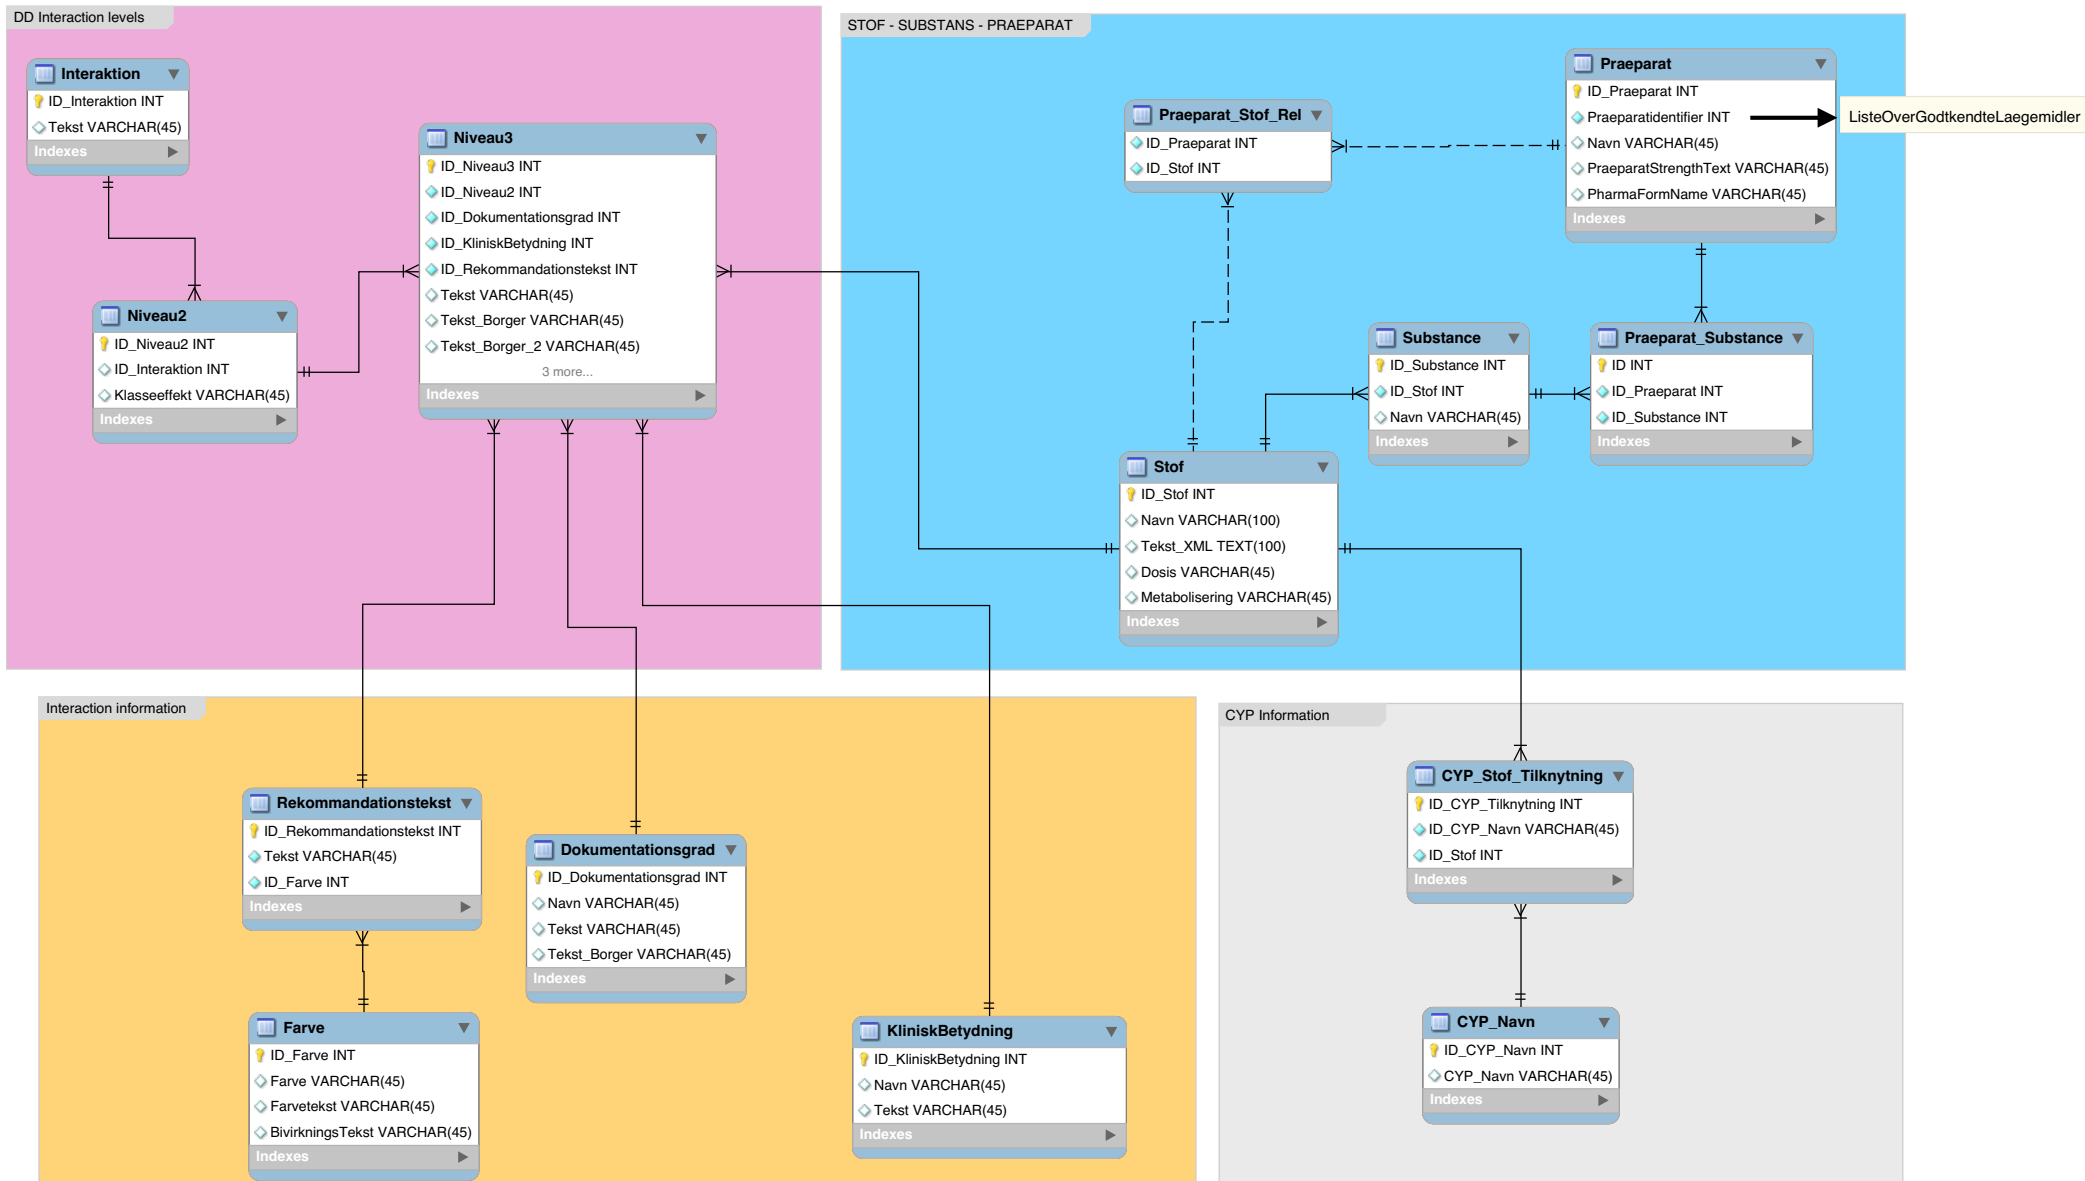 DD Interaction levels
Interaktion
ID_Interaktion INT
Tekst VARCHAR(45)
Indexes
Niveau2
ID_Niveau2 INT
ID_Interaktion INT
Klasseeffekt VARCHAR(45)
Indexes
Niveau3
ID_Niveau3 INT
ID_Niveau2 INT
ID_Dokumentationsgrad INT
ID_KliniskBetydning INT
ID_Rekommandationstekst INT
Tekst VARCHAR(45)
Tekst_Borger VARCHAR(45)
Tekst_Borger_2 VARCHAR(45)
3 more...
Indexes
STOF - SUBSTANS - PRAEPARAT
Praeparat_Stof_Rel
ID_Praeparat INT
ID_Stof INT
Praeparat
ID_Praeparat INT
Praeparatidentifier INT
Navn VARCHAR(45)
PraeparatStrengthText VARCHAR(45)
PharmaFormName VARCHAR(45)
Indexes
ListeOverGodtkendteLaegemidler
Substance
ID_Substance INT
ID_Stof INT
Navn VARCHAR(45)
Indexes
Praeparat_Substance
ID INT
ID_Praeparat INT
ID_Substance INT
Indexes
Stof
ID_Stof INT
Navn VARCHAR(100)
Tekst_XML TEXT(100)
Dosis VARCHAR(45)
Metabolisering VARCHAR(45)
Indexes
Interaction information
Rekommandationstekst
ID_Rekommandationstekst INT
Tekst VARCHAR(45)
ID_Farve INT
Indexes
Dokumentationsgrad
ID_Dokumentationsgrad INT
Navn VARCHAR(45)
Tekst VARCHAR(45)
Tekst_Borger VARCHAR(45)
Indexes
Farve
ID_Farve INT
Farve VARCHAR(45)
Farvetekst VARCHAR(45)
BivirkningsTekst VARCHAR(45)
Indexes
KliniskBetydning
ID_KliniskBetydning INT
Navn VARCHAR(45)
Tekst VARCHAR(45)
Indexes
CYP Information
CYP_Stof_Tilknytning
ID_CYP_Tilknytning INT
ID_CYP_Navn VARCHAR(45)
ID_Stof INT
Indexes
CYP_Navn
ID_CYP_Navn INT
CYP_Navn VARCHAR(45)
Indexes